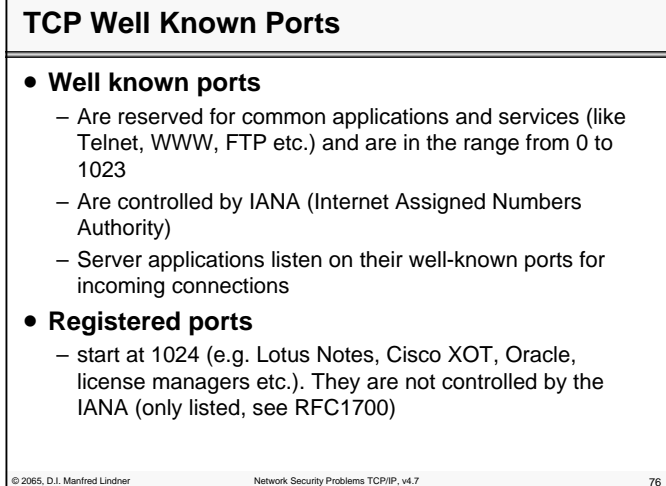 TCP Well Known Ports
• Well known ports
– Are reserved for common applications and services (like
Telnet, WWW, FTP etc.) and are in the range from 0 to
1023
– Are controlled by IANA (Internet Assigned Numbers
Authority)
– Server applications listen on their well-known ports for
incoming connections
• Registered ports
– start at 1024 (e.g. Lotus Notes, Cisco XOT, Oracle,
license managers etc.). They are not controlled by the
IANA (only listed, see RFC1700)
© 2065, D.I. Manfred Lindner
Network Security Problems TCP/IP, v4.7
76